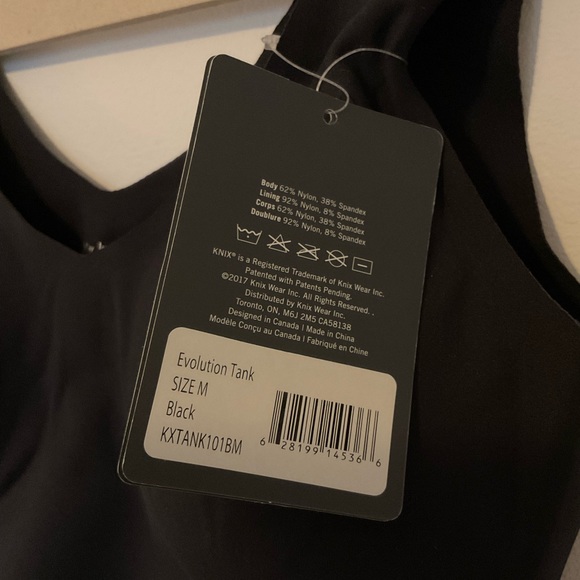 Body 62% Nylon, 38% Spandex
Lining 92% Nylon, 8% Spandex
Corps 62% Nylon, 38% Spandex
Doublure 92% Nylon, 8% Spandex
KNIX® is a Registered Trademark of Knix Wear Inc.
Patented with Patents Pending.
©2017 Knix Wear Inc. All Rights Reserved.
Distributed by Knix Wear Inc.
Toronto, ON, M6J 2M5 CA58138
Designed in Canada | Made in China
Modèle Conçu au Canada | Fabriqué en Chine
Evolution Tank
SIZE M
Black
KXTANK101BM
6 28199 14536 6